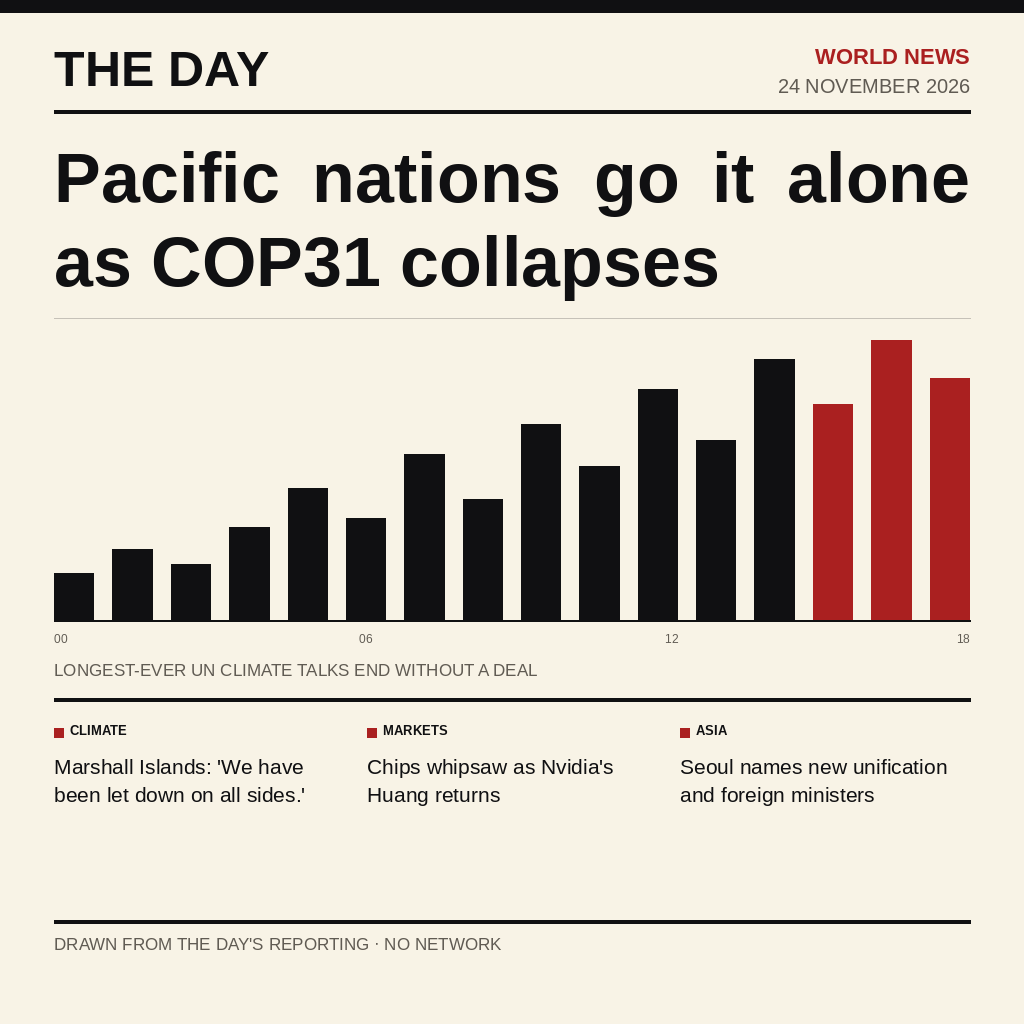 THE DAY
WORLD NEWS
24 NOVEMBER 2026
Pacific nations go it alone
as COP31 collapses
00 06 12 18
LONGEST-EVER UN CLIMATE TALKS END WITHOUT A DEAL
CLIMATE
Marshall Islands: 'We have
been let down on all sides.'
MARKETS
Chips whipsaw as Nvidia's
Huang returns
ASIA
Seoul names new unification
and foreign ministers
DRAWN FROM THE DAY'S REPORTING · NO NETWORK